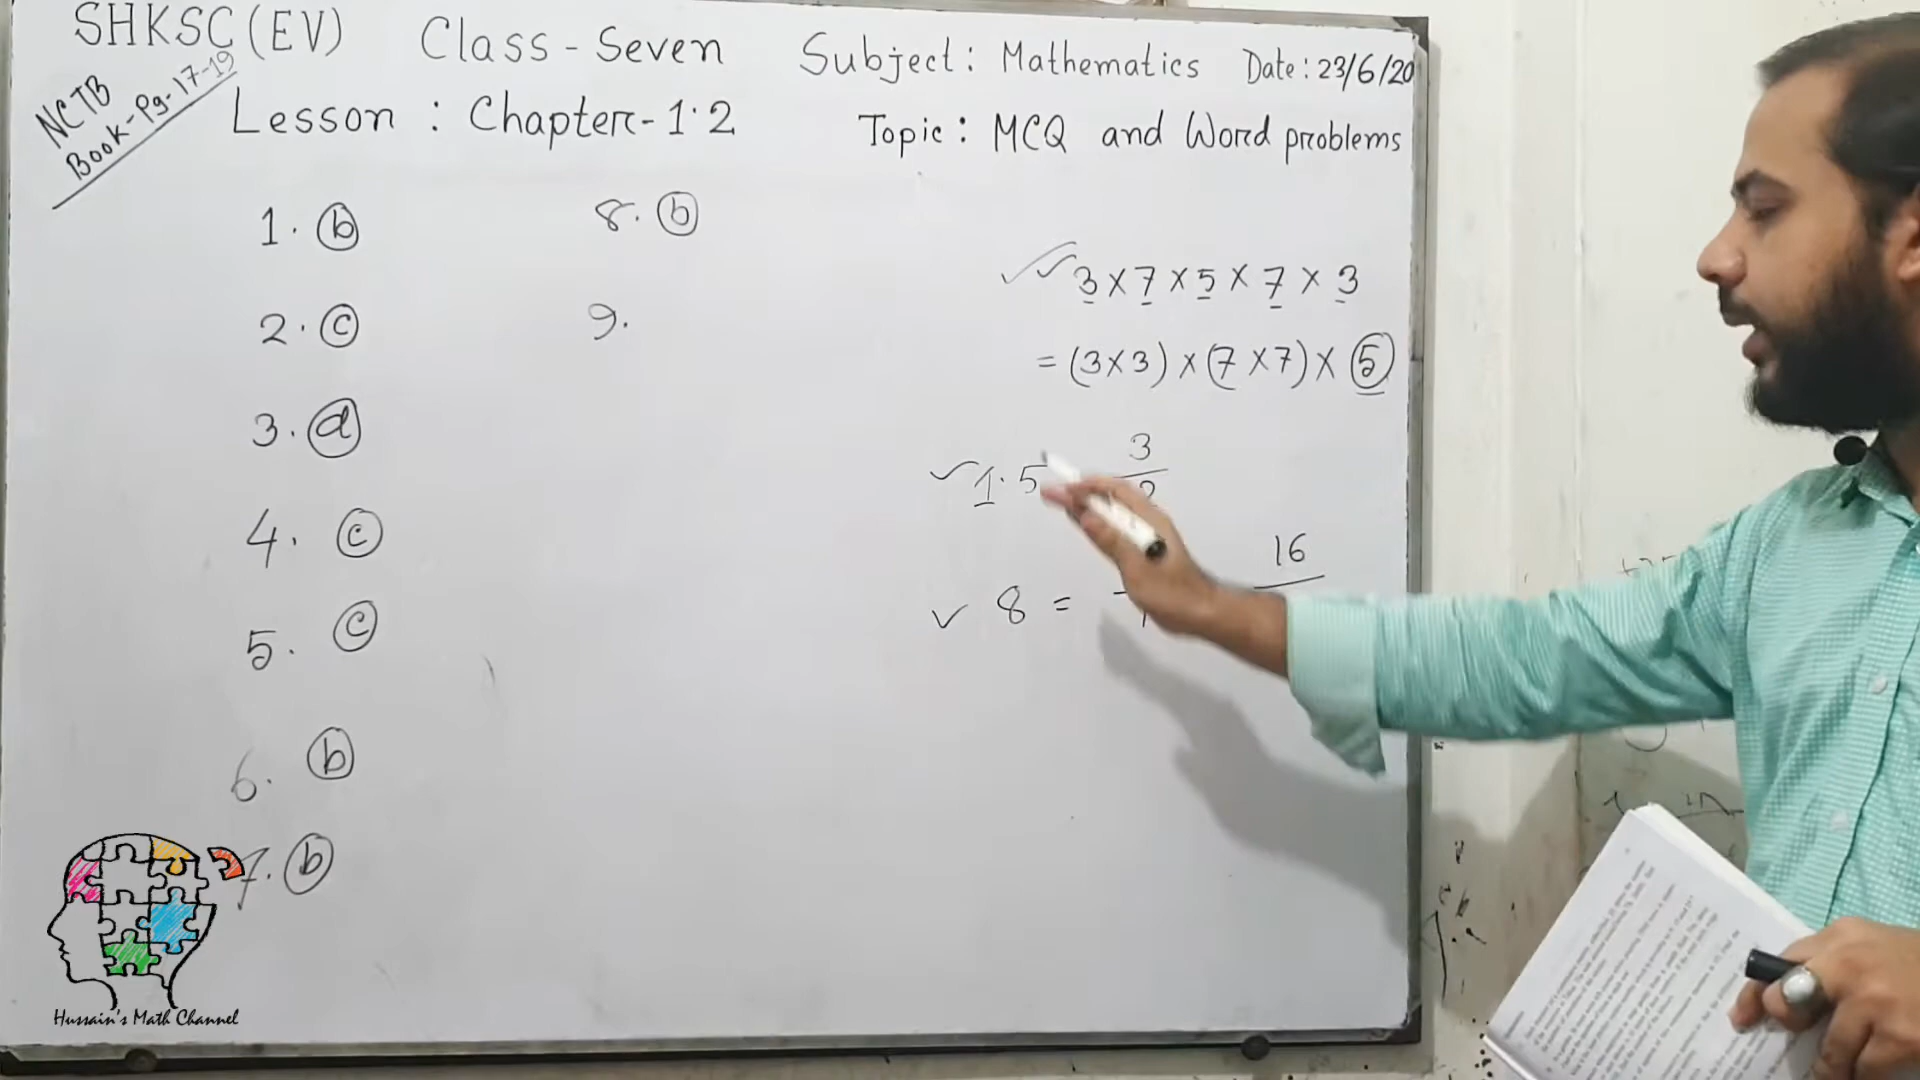 SHKSC (EV) Class - Seven Subject : Mathematics Date : 23/6/20
NCTB
Book - Pg - 17-19
Lesson : Chapter - 1.2 Topic : MCQ and Word problems
1. b
2. c
3. d
4. c
5. c
6. b
7. b
8. b
9.
3 × 7 × 5 × 7 × 3
= (3×3) × (7×7) × 5
1.5 3
8 = 16
Hussain's Math Channel